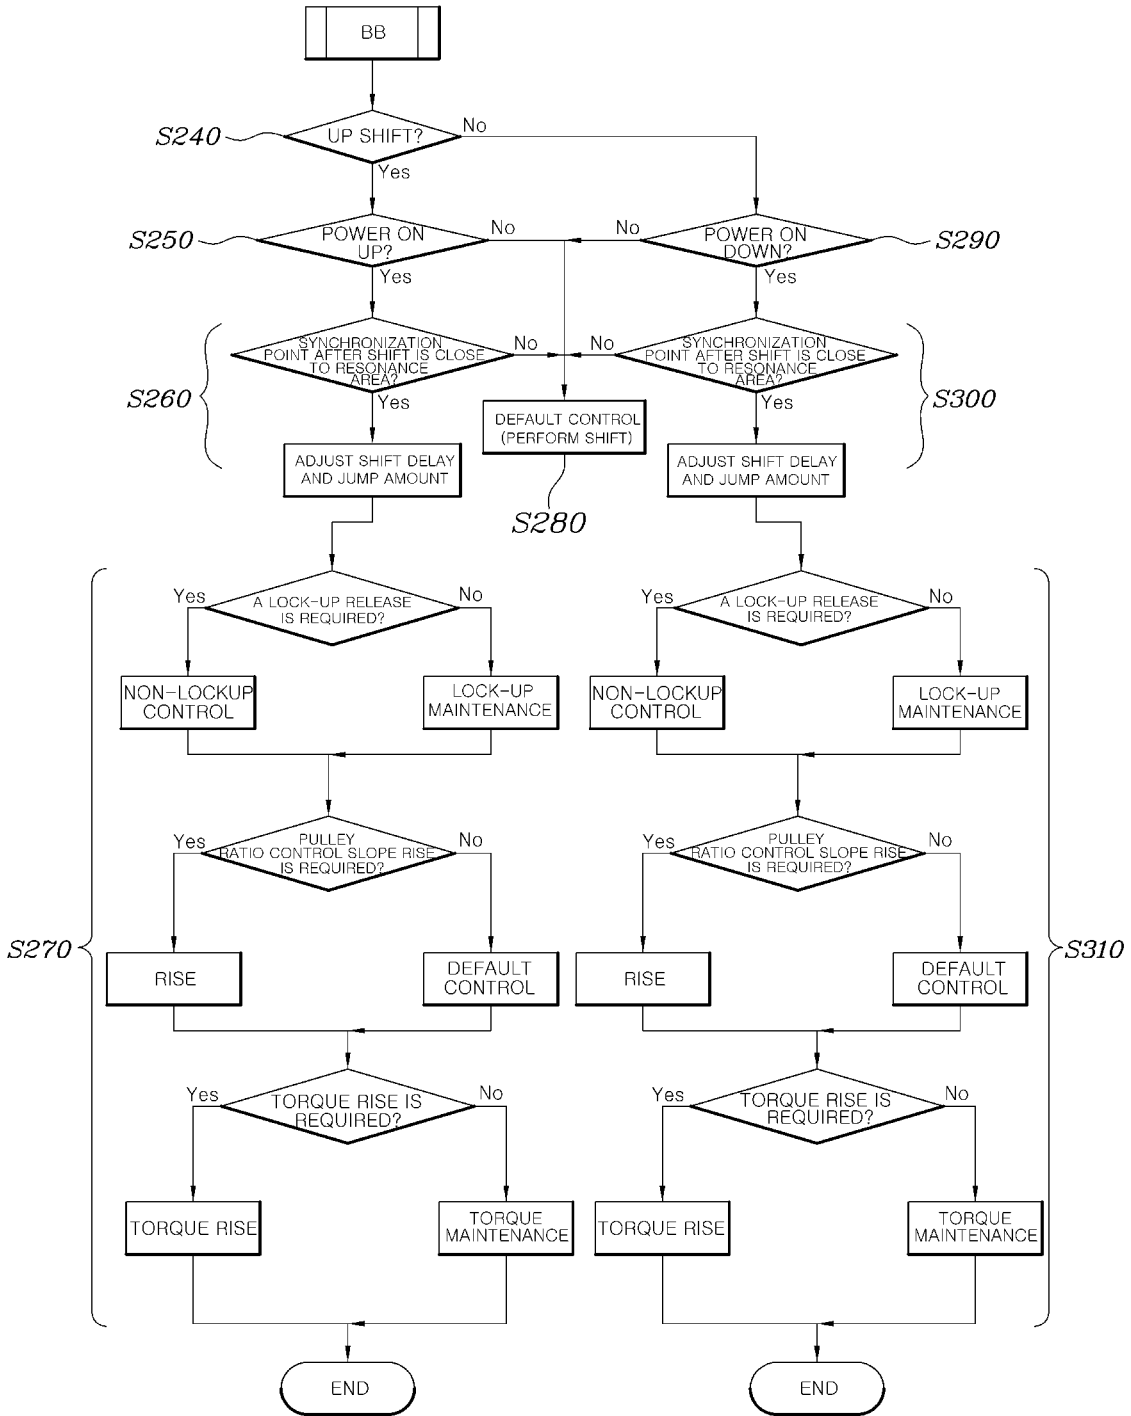 BB
S240
UP SHIFT?
No
Yes
S250
POWER ON
UP?
No
No
POWER ON
DOWN?
S290
Yes
Yes
S260
SYNCHRONIZATION
POINT AFTER SHIFT IS CLOSE
TO RESONANCE
AREA?
No
No
SYNCHRONIZATION
POINT AFTER SHIFT IS CLOSE
TO RESONANCE
AREA?
S300
Yes
Yes
DEFAULT CONTROL
(PERFORM SHIFT)
S280
ADJUST SHIFT DELAY
AND JUMP AMOUNT
ADJUST SHIFT DELAY
AND JUMP AMOUNT
Yes
A LOCK-UP RELEASE
IS REQUIRED?
No
Yes
A LOCK-UP RELEASE
IS REQUIRED?
No
NON-LOCKUP
CONTROL
LOCK-UP
MAINTENANCE
NON-LOCKUP
CONTROL
LOCK-UP
MAINTENANCE
Yes
PULLEY
RATIO CONTROL SLOPE RISE
IS REQUIRED?
No
Yes
PULLEY
RATIO CONTROL SLOPE RISE
IS REQUIRED?
No
S270
RISE
DEFAULT
CONTROL
RISE
DEFAULT
CONTROL
S310
Yes
TORQUE RISE IS
REQUIRED?
No
Yes
TORQUE RISE IS
REQUIRED?
No
TORQUE RISE
TORQUE
MAINTENANCE
TORQUE RISE
TORQUE
MAINTENANCE
END
END